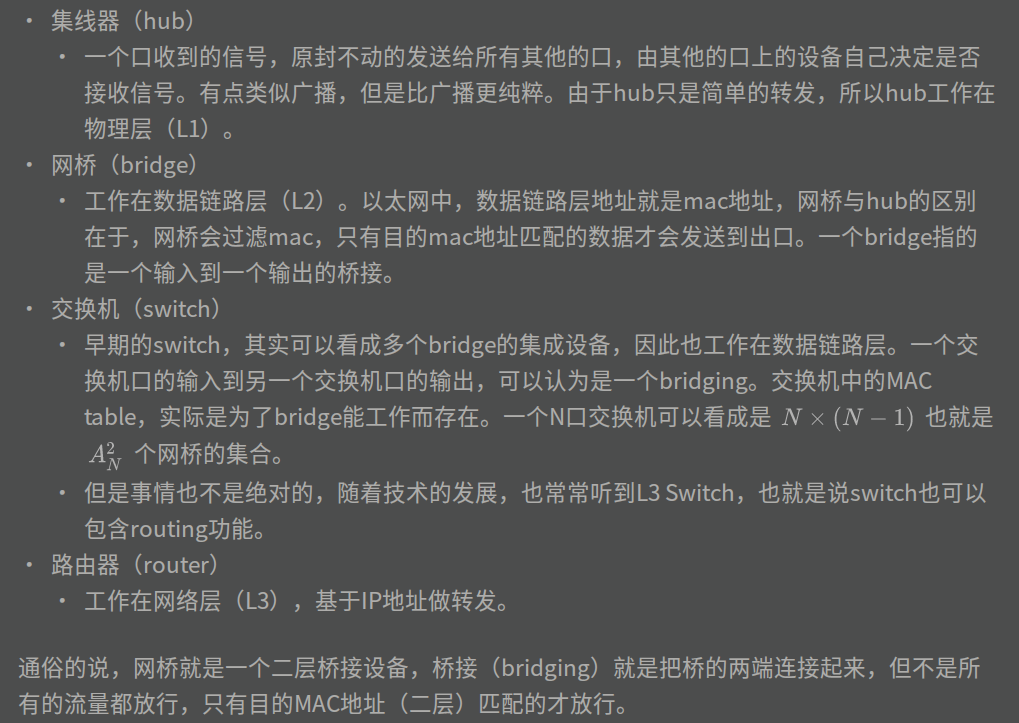 • 集线器（hub）
• 一个口收到的信号，原封不动的发送给所有其他的口，由其他的口上的设备自己决定是否
接收信号。有点类似广播，但是比广播更纯粹。由于hub只是简单的转发，所以hub工作在
物理层（L1）。
• 网桥（bridge）
• 工作在数据链路层（L2）。以太网中，数据链路层地址就是mac地址，网桥与hub的区别
在于，网桥会过滤mac，只有目的mac地址匹配的数据才会发送到出口。一个bridge指的
是一个输入到一个输出的桥接。
• 交换机（switch）
• 早期的switch，其实可以看成多个bridge的集成设备，因此也工作在数据链路层。一个交
换机口的输入到另一个交换机口的输出，可以认为是一个bridging。交换机中的MAC
table，实际是为了bridge能工作而存在。一个N口交换机可以看成是 N × (N − 1) 也就是
A_N^2 个网桥的集合。
• 但是事情也不是绝对的，随着技术的发展，也常常听到L3 Switch，也就是说switch也可以
包含routing功能。
• 路由器（router）
• 工作在网络层（L3），基于IP地址做转发。
通俗的说，网桥就是一个二层桥接设备，桥接（bridging）就是把桥的两端连接起来，但不是所
有的流量都放行，只有目的MAC地址（二层）匹配的才放行。